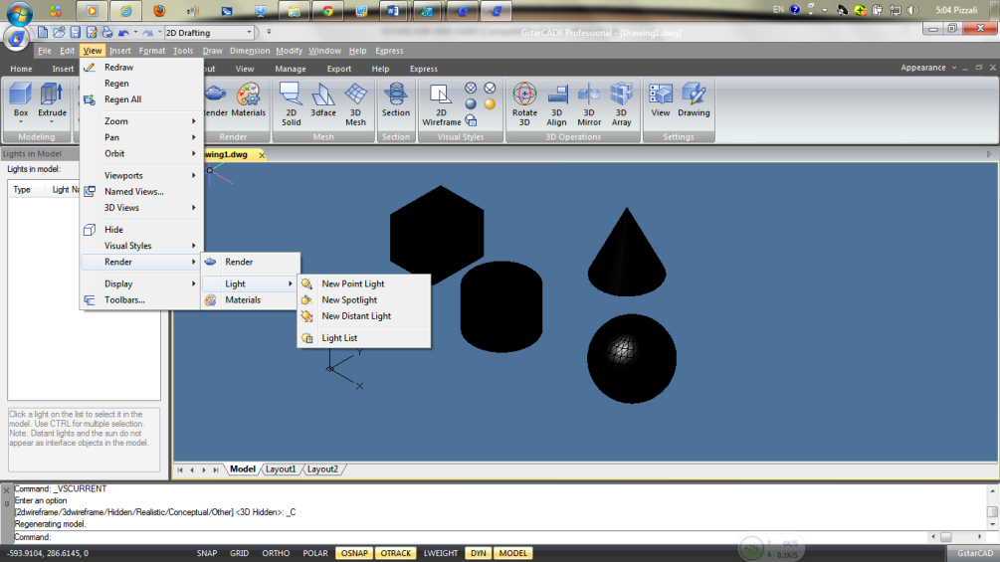 EN
5:04 Pizzali
2D Drafting
GstarCAD8 Professional - [Drawing1.dwg]
File Edit View Insert Format Tools Draw Dimension Modify Window Help Express
Home Insert out View Manage Export Help Express Appearance
Box Extrude
ender Materials
2D Solid
3dface
3D Mesh
Section
2D Wireframe
Rotate 3D
3D Align
3D Mirror
3D Array
View Drawing
Modeling Render Mesh Section Visual Styles 3D Operations Settings
Redraw
Regen
Regen All
Zoom
Pan
Orbit
Viewports
Named Views...
3D Views
Hide
Visual Styles
Render
Display
Toolbars...
Render
Light
Materials
New Point Light
New Spotlight
New Distant Light
Light List
Lights in Model
Lights in model:
Type Light Na
wing1.dwg
Click a light on the list to select it in the
model. Use CTRL for multiple selection.
Note: Distant lights and the sun do not
appear as interface objects in the model.
Y
X
Model Layout1 Layout2
Command: _VSCURRENT
Enter an option
[2dwireframe/3dwireframe/Hidden/Realistic/Conceptual/Other] <3D Hidden>: _C
Regenerating model.
Command:
-593.9104, 286.6145, 0 SNAP GRID ORTHO POLAR OSNAP OTRACK LWEIGHT DYN MODEL
42%
0.1K/S
GstarCAD